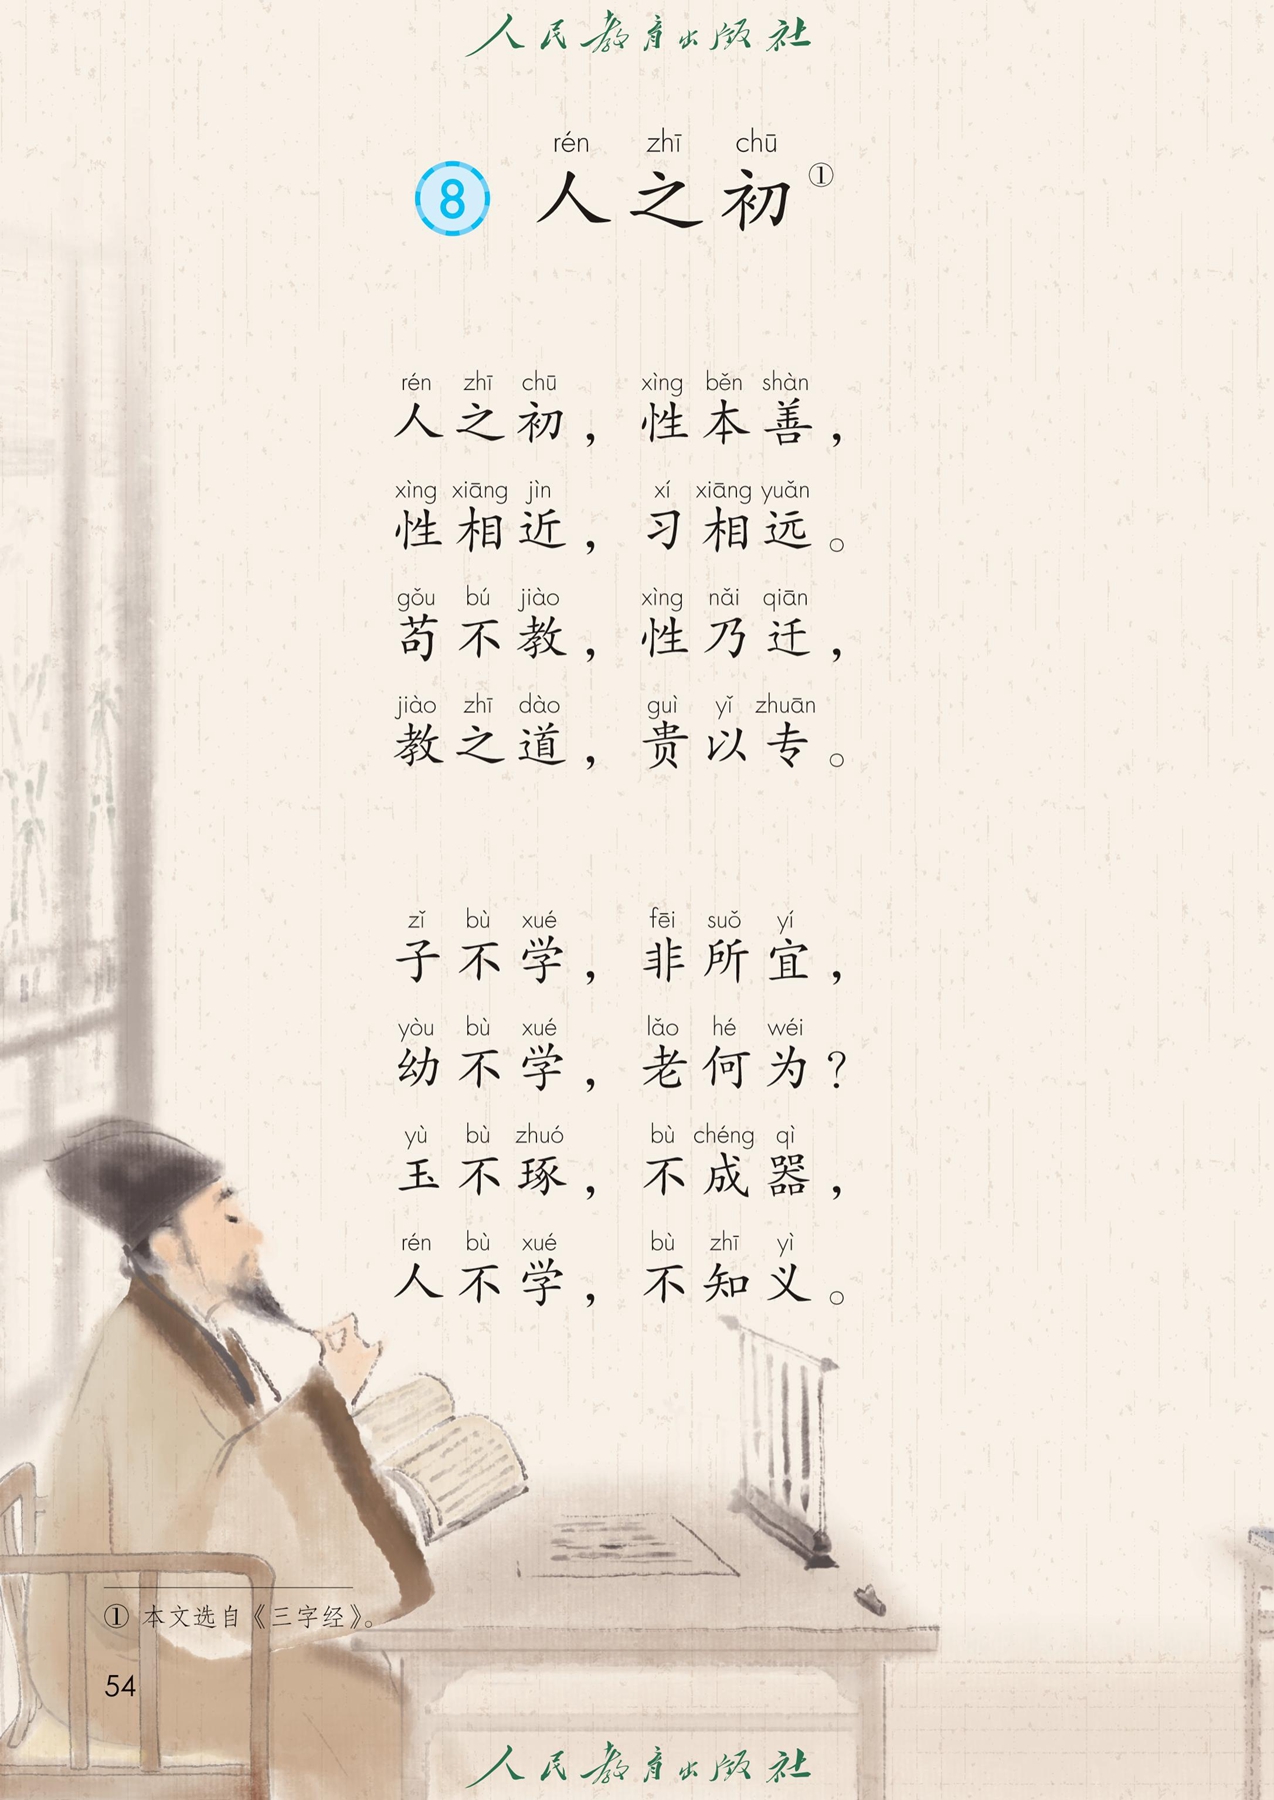 人民教育出版社
rén zhī chū
8 人之初①
rén zhī chū xìng běn shàn
人之初，性本善，
xìng xiāng jìn xí xiāng yuǎn
性相近，习相远。
gǒu bú jiào xìng nǎi qiān
苟不教，性乃迁，
jiào zhī dào guì yǐ zhuān
教之道，贵以专。
zǐ bù xué fēi suǒ yí
子不学，非所宜，
yòu bù xué lǎo hé wéi
幼不学，老何为？
yù bù zhuó bù chéng qì
玉不琢，不成器，
rén bù xué bù zhī yì
人不学，不知义。
① 本文选自《三字经》。
54
人民教育出版社